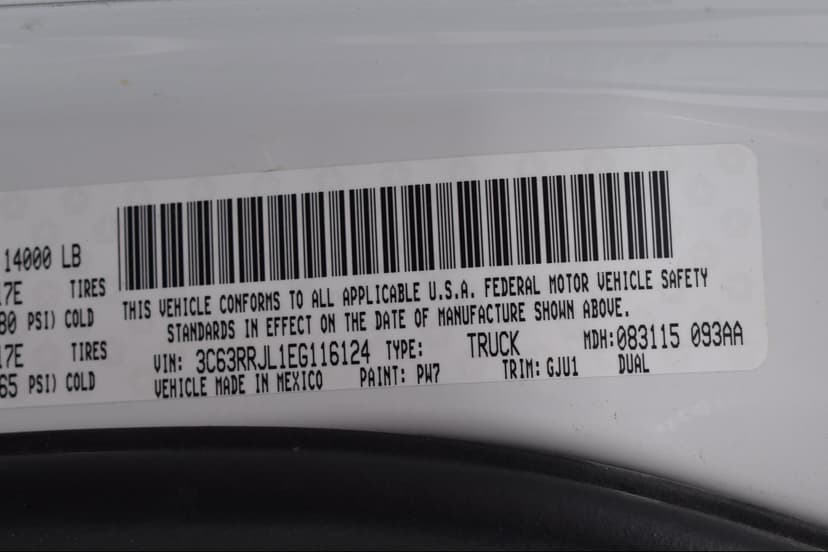 14000 LB
17E TIRES
80 PSI) COLD
17E TIRES
65 PSI) COLD
THIS VEHICLE CONFORMS TO ALL APPLICABLE U.S.A. FEDERAL MOTOR VEHICLE SAFETY
STANDARDS IN EFFECT ON THE DATE OF MANUFACTURE SHOWN ABOVE.
VIN: 3C63RRJL1EG116124 TYPE: TRUCK MDH: 083115 093AA
VEHICLE MADE IN MEXICO PAINT: PW7 TRIM: GJU1 DUAL